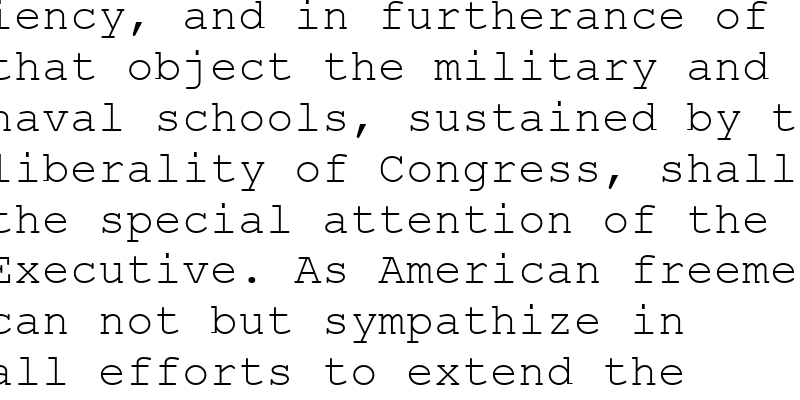 iency, and in furtherance of
that object the military and
naval schools, sustained by t
liberality of Congress, shall
the special attention of the
Executive. As American freeme
can not but sympathize in
all efforts to extend the